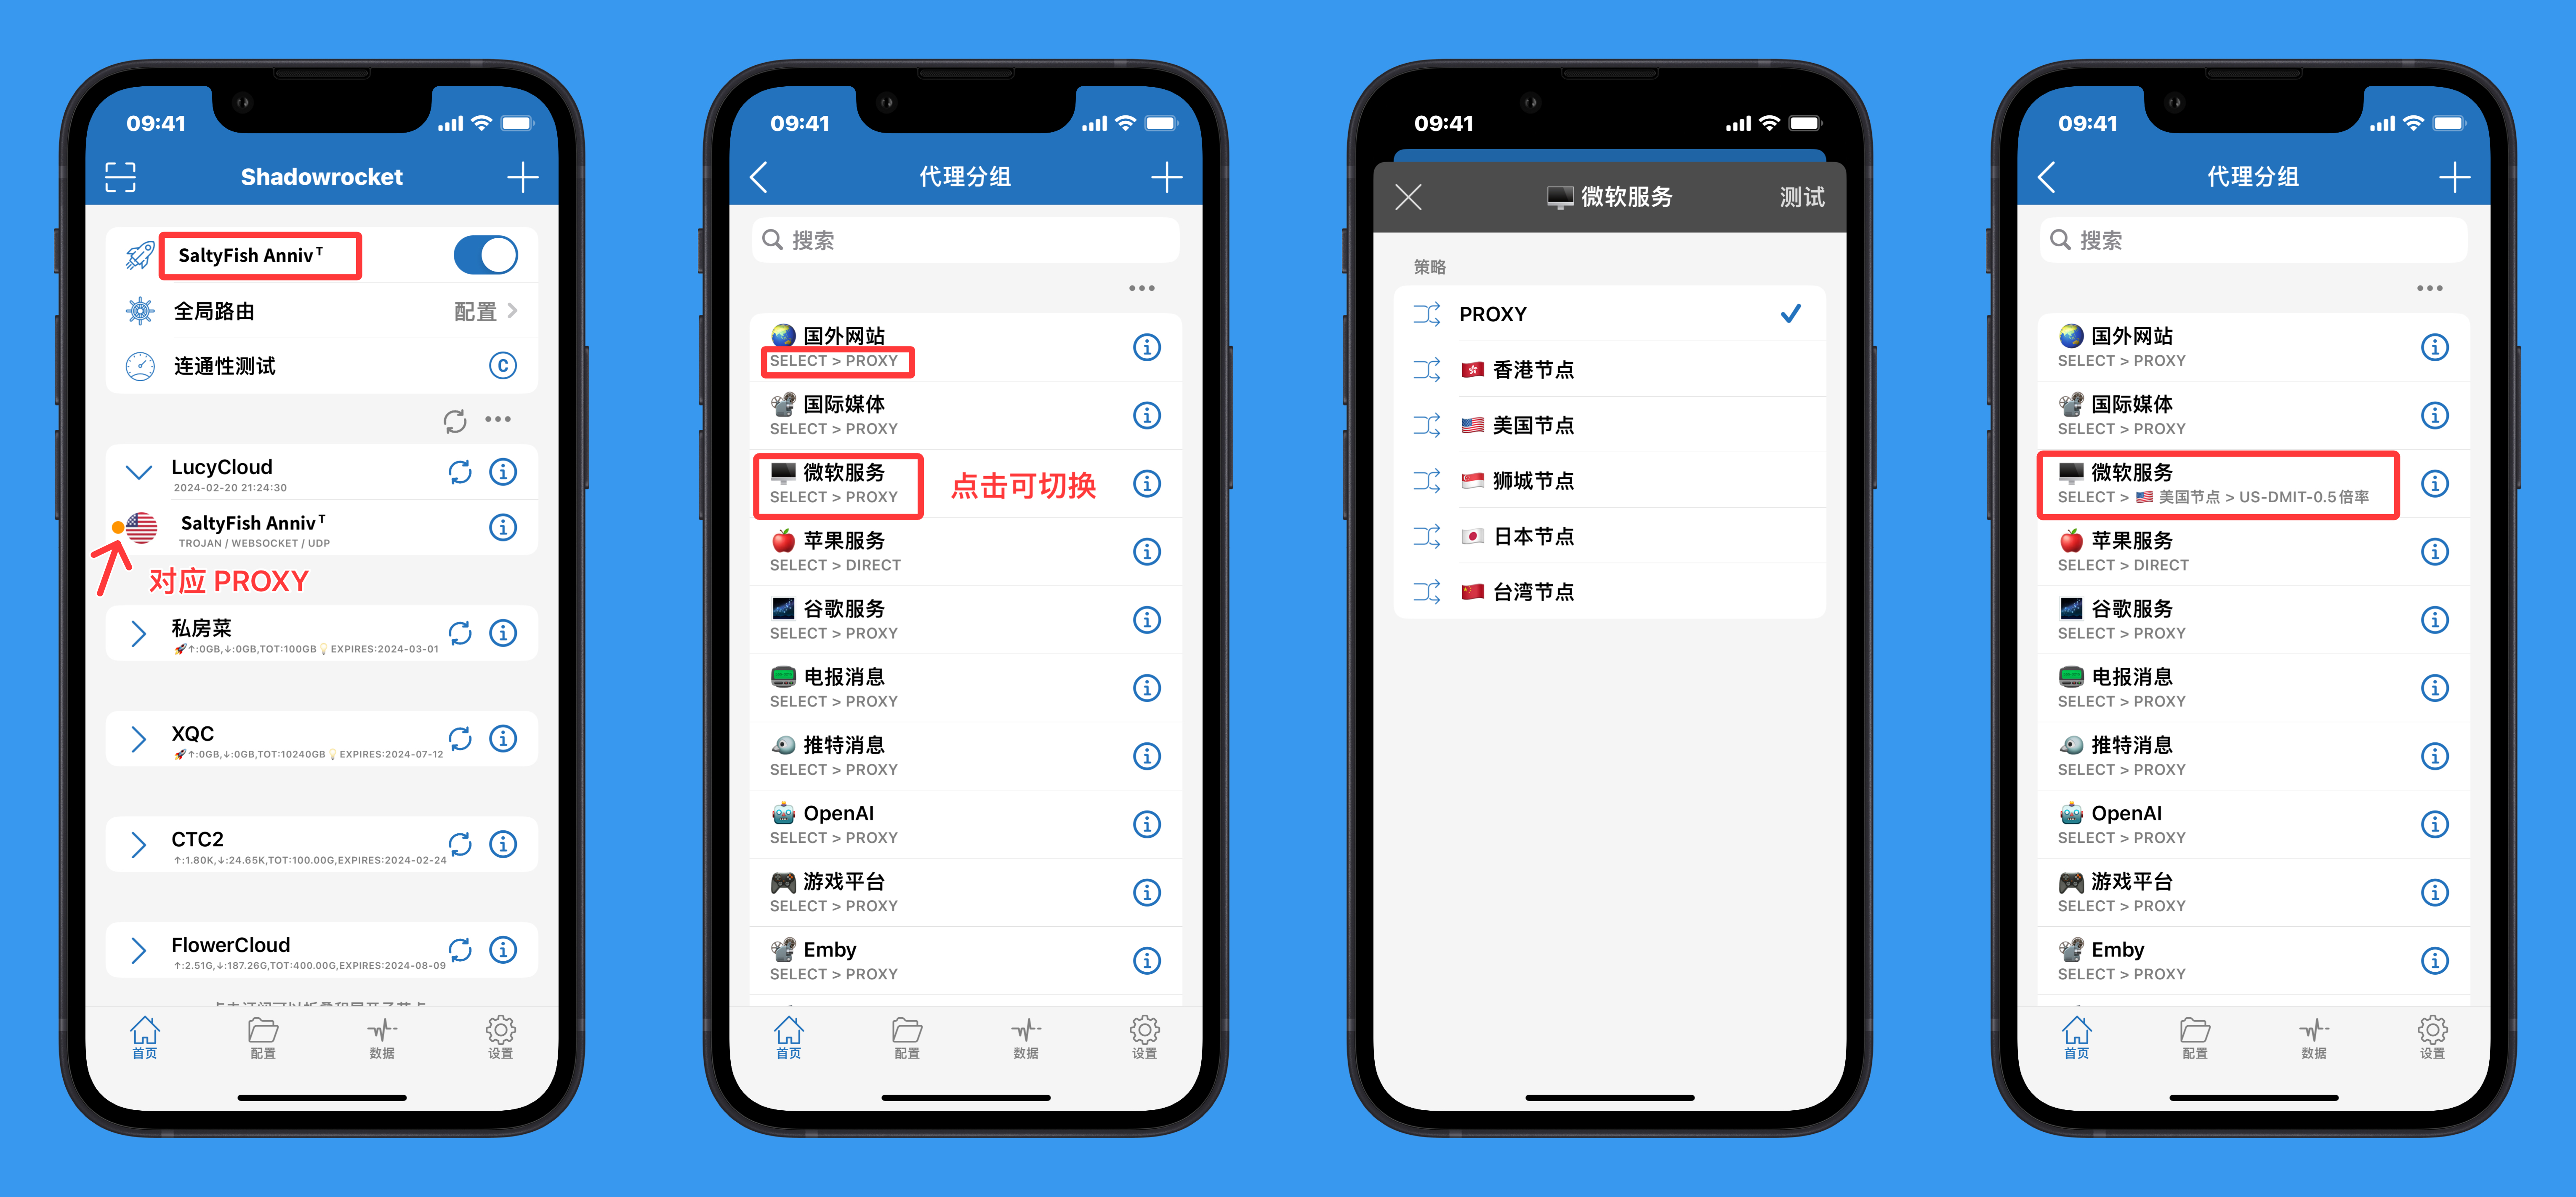 09:41
Shadowrocket
SaltyFish Anniv ᵀ
全局路由
配置
连通性测试
C
LucyCloud
2024-02-20 21:24:30
SaltyFish Anniv ᵀ
TROJAN / WEBSOCKET / UDP
对应 PROXY
私房菜
🚀↑:0GB,↓:0GB,TOT:100GB💡EXPIRES:2024-03-01
XQC
🚀↑:0GB,↓:0GB,TOT:10240GB💡EXPIRES:2024-07-12
CTC2
↑:1.80K,↓:24.65K,TOT:100.00G,EXPIRES:2024-02-24
FlowerCloud
↑:2.51G,↓:187.26G,TOT:400.00G,EXPIRES:2024-08-09
首页
配置
数据
设置
09:41
代理分组
搜索
🌏 国外网站
SELECT > PROXY
🎥 国际媒体
SELECT > PROXY
🖥️ 微软服务
SELECT > PROXY
点击可切换
🍎 苹果服务
SELECT > DIRECT
🌌 谷歌服务
SELECT > PROXY
📟 电报消息
SELECT > PROXY
推特消息
SELECT > PROXY
🤖 OpenAI
SELECT > PROXY
🎮 游戏平台
SELECT > PROXY
🎥 Emby
SELECT > PROXY
首页
配置
数据
设置
09:41
🖥️ 微软服务
测试
策略
PROXY
🇭🇰 香港节点
🇺🇸 美国节点
🇸🇬 狮城节点
🇯🇵 日本节点
🇨🇳 台湾节点
09:41
代理分组
搜索
🌏 国外网站
SELECT > PROXY
🎥 国际媒体
SELECT > PROXY
🖥️ 微软服务
SELECT > 🇺🇸 美国节点 > US-DMIT-0.5倍率
🍎 苹果服务
SELECT > DIRECT
🌌 谷歌服务
SELECT > PROXY
📟 电报消息
SELECT > PROXY
推特消息
SELECT > PROXY
🤖 OpenAI
SELECT > PROXY
🎮 游戏平台
SELECT > PROXY
🎥 Emby
SELECT > PROXY
首页
配置
数据
设置